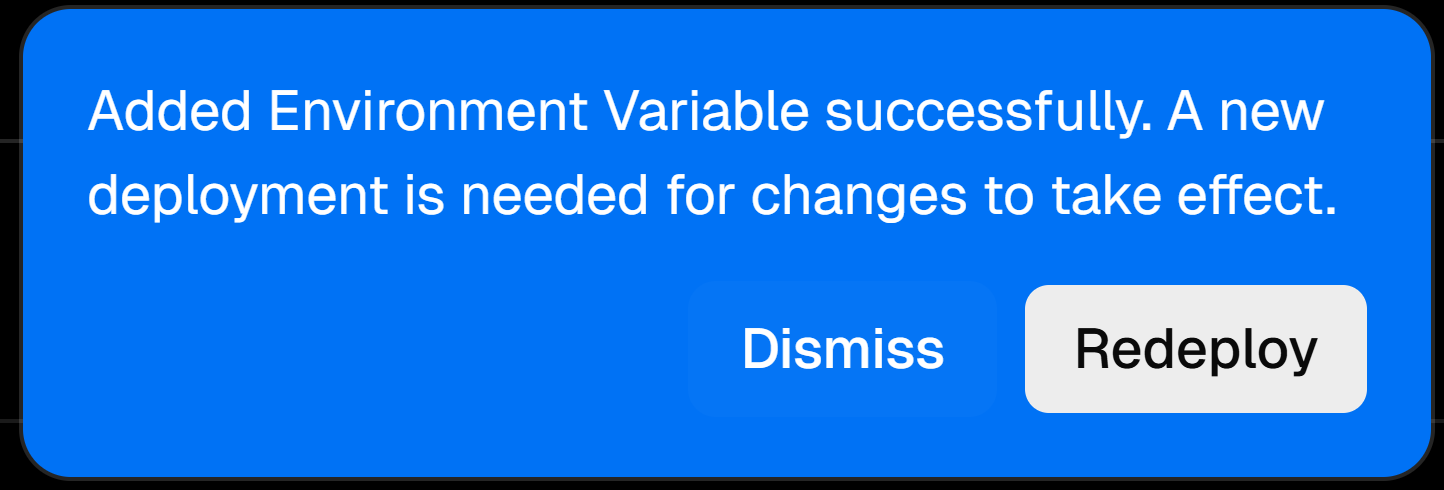 Added Environment Variable successfully. A new
deployment is needed for changes to take effect.
Dismiss
Redeploy